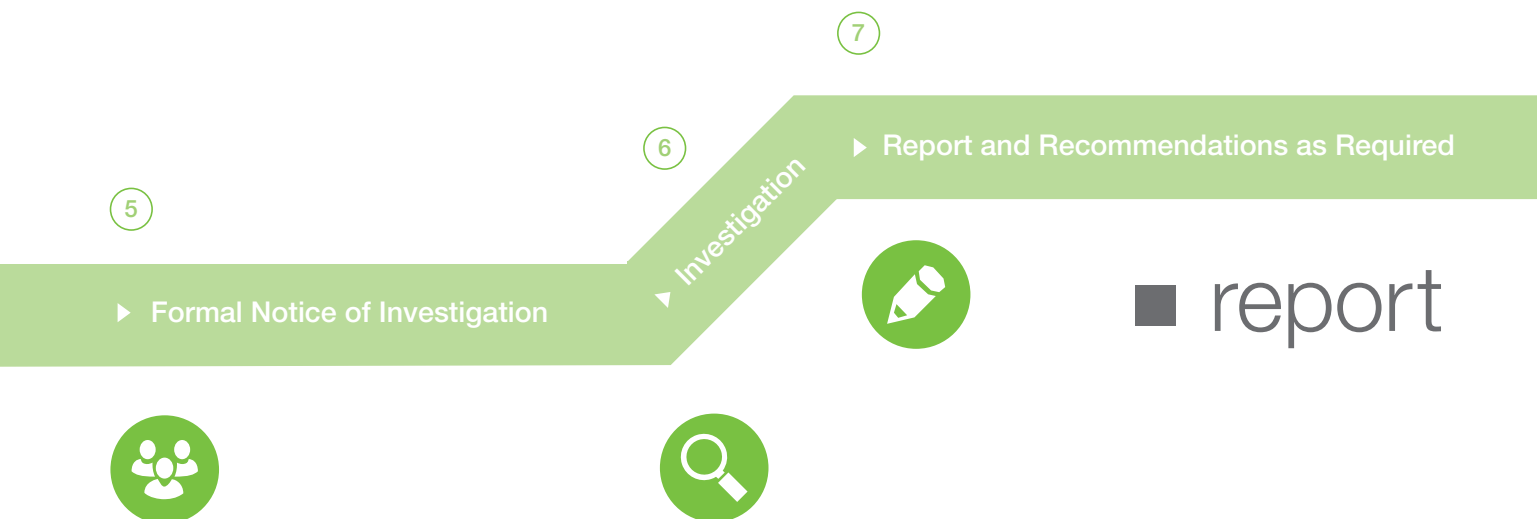 5
Formal Notice of Investigation
6
Investigation
7
Report and Recommendations as Required
report